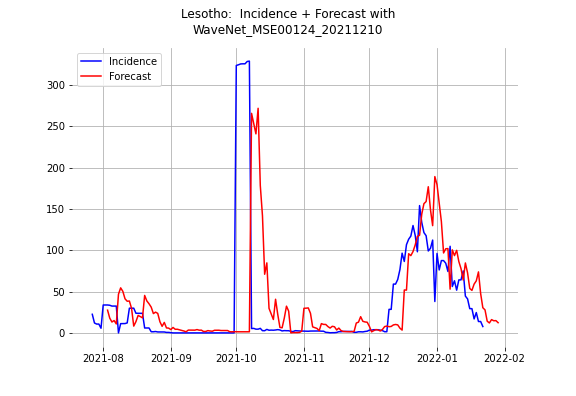 Lesotho:  Incidence + Forecast with
WaveNet_MSE00124_20211210
Incidence
Forecast
300
250
200
150
100
50
0
2021-08 2021-09 2021-10 2021-11 2021-12 2022-01 2022-02